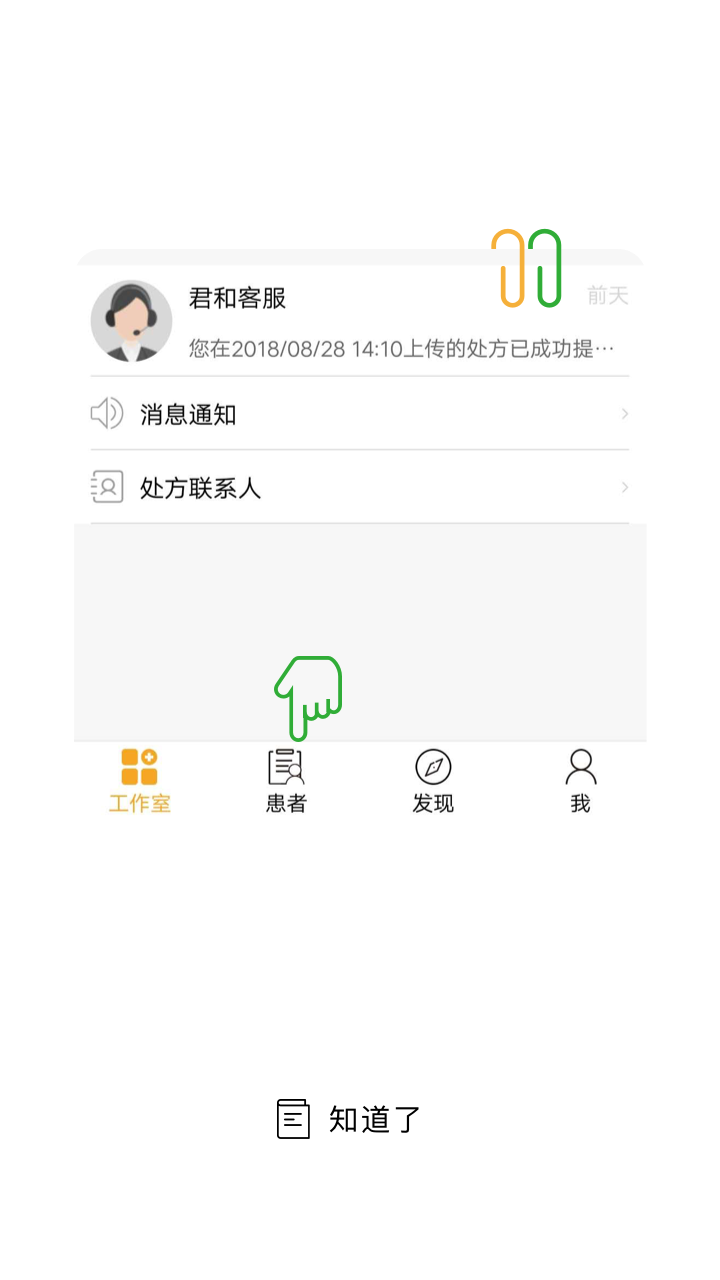 君和客服
前天
您在2018/08/28 14:10上传的处方已成功提…
消息通知
处方联系人
工作室
患者
发现
我
知道了